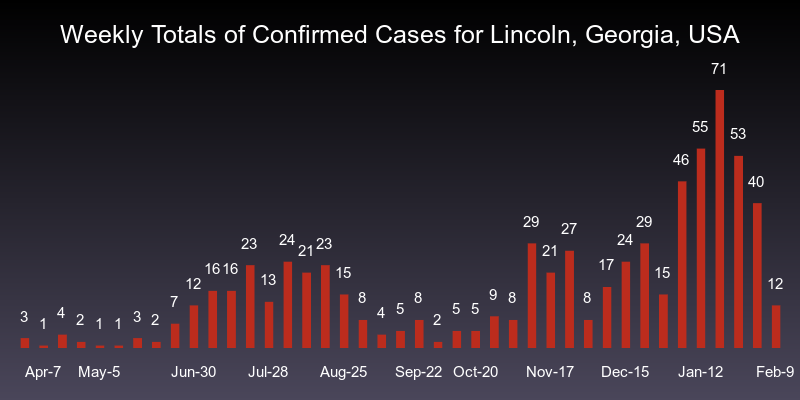 Weekly Totals of Confirmed Cases for Lincoln, Georgia, USA
3 1 4 2 1 1 3 2 7 12 16 16 23 13 24 21 23 15 8 4 5 8 2 5 5 9 8 29 21 27 8 17 24 29 15 46 55 71 53 40 12
Apr-7 May-5 Jun-30 Jul-28 Aug-25 Sep-22 Oct-20 Nov-17 Dec-15 Jan-12 Feb-9